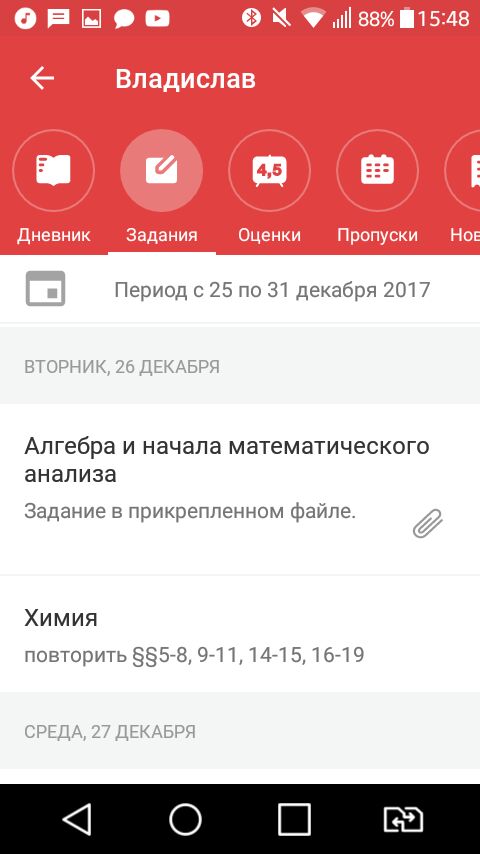 88% 15:48
Владислав
4,5
Дневник Задания Оценки Пропуски Нов
Период с 25 по 31 декабря 2017
ВТОРНИК, 26 ДЕКАБРЯ
Алгебра и начала математического
анализа
Задание в прикрепленном файле.
Химия
повторить §§5-8, 9-11, 14-15, 16-19
СРЕДА, 27 ДЕКАБРЯ